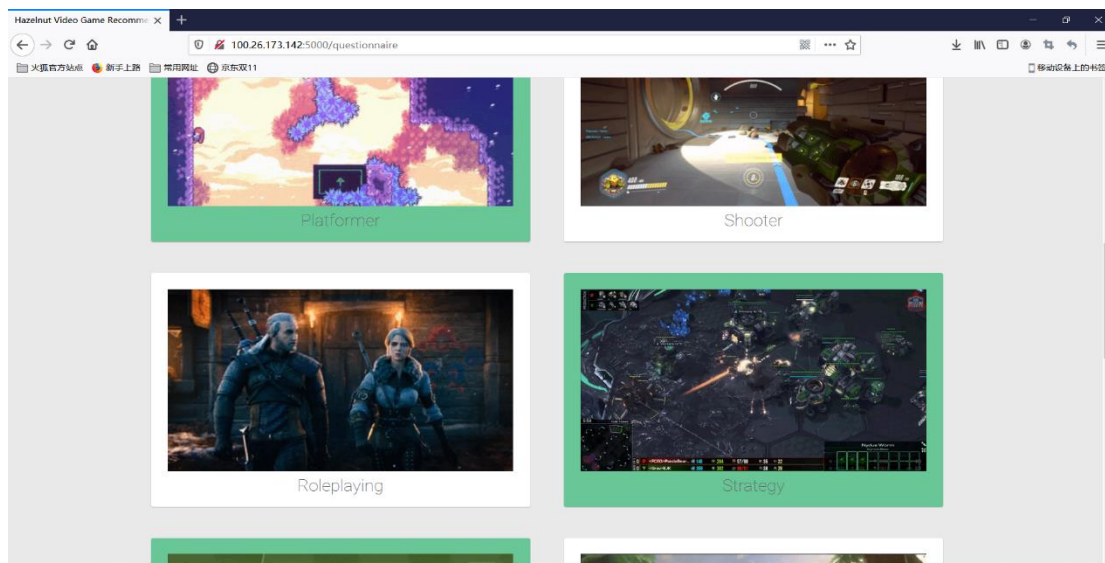 Hazelnut Video Game Recomme
100.26.173.142:5000/questionnaire
火狐官方站点 新手上路 常用网址 京东双11 移动设备上的书签
Platformer
Shooter
Nydus Worm
Roleplaying
Strategy